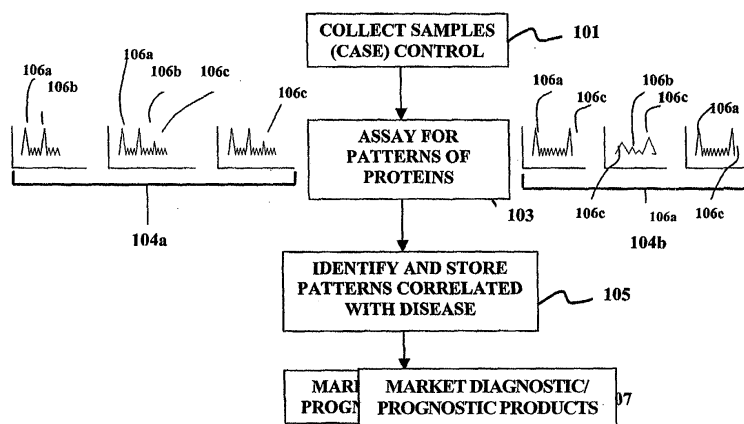 COLLECT SAMPLES
(CASE) CONTROL
101
106a
106b
106a
106b
106c
106c
106a
106c
106b
106c
106a
ASSAY FOR
PATTERNS OF
PROTEINS
103
104a
106c
106a
106c
104b
IDENTIFY AND STORE
PATTERNS CORRELATED
WITH DISEASE
105
MARKET DIAGNOSTIC/
PROGNOSTIC PRODUCTS